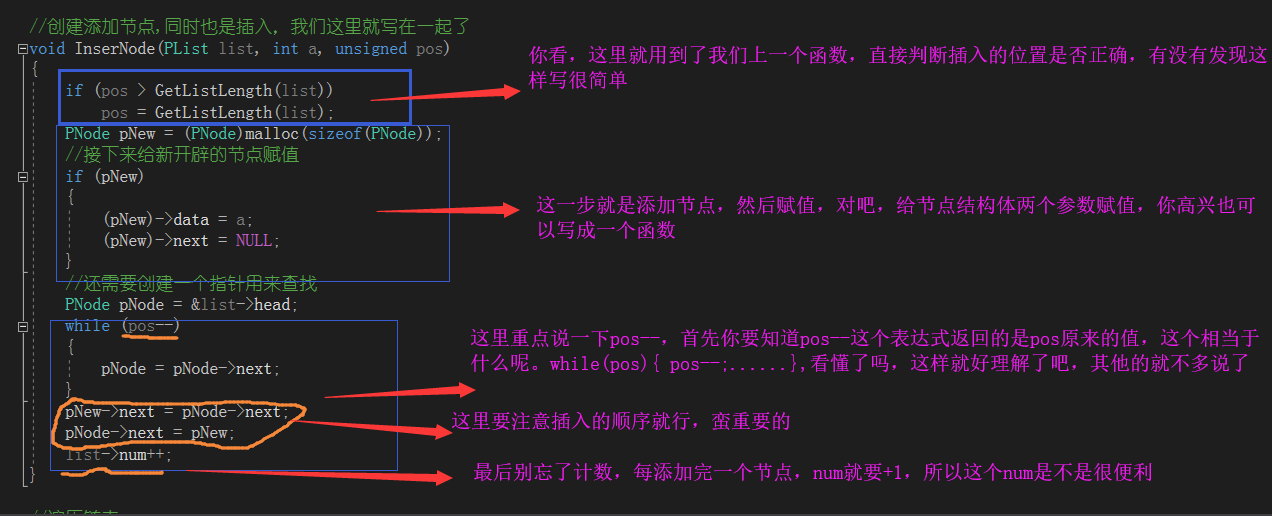 //创建添加节点,同时也是插入，我们这里就写在一起了
void InserNode(PList list, int a, unsigned pos)
{
if (pos > GetListLength(list))
pos = GetListLength(list);
PNode pNew = (PNode)malloc(sizeof(PNode));
//接下来给新开辟的节点赋值
if (pNew)
{
(pNew)->data = a;
(pNew)->next = NULL;
}
//还需要创建一个指针用来查找
PNode pNode = &list->head;
while (pos--)
{
pNode = pNode->next;
}
pNew->next = pNode->next;
pNode->next = pNew;
list->num++;
}
你看，这里就用到了我们上一个函数，直接判断插入的位置是否正确，有没有发现这
样写很简单
这一步就是添加节点，然后赋值，对吧，给节点结构体两个参数赋值，你高兴也可
以写成一个函数
这里重点说一下pos--，首先你要知道pos--这个表达式返回的是pos原来的值，这个相当于
什么呢。while(pos){ pos--;......},看懂了吗，这样就好理解了吧，其他的就不多说了
这里要注意插入的顺序就行，蛮重要的
最后别忘了计数，每添加完一个节点，num就要+1，所以这个num是不是很便利